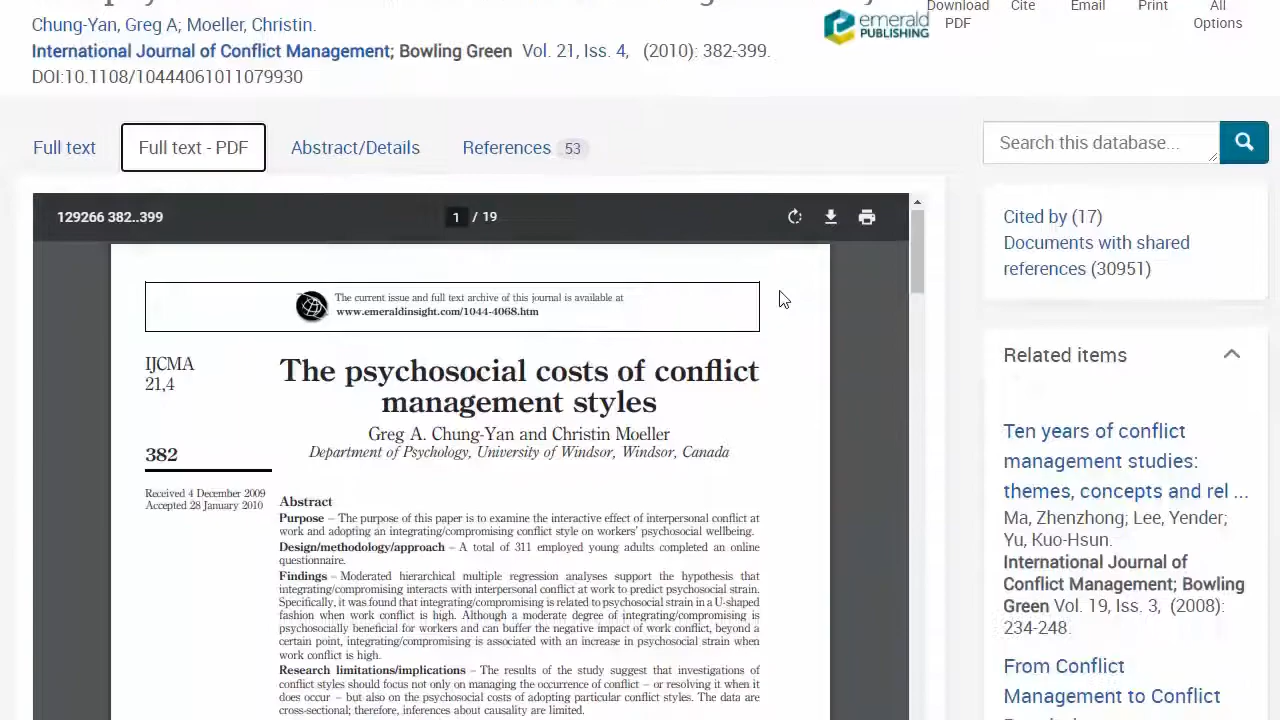 Download PDF
Cite
Email
Print
All Options
Chung-Yan, Greg A; Moeller, Christin.
emerald PUBLISHING
International Journal of Conflict Management; Bowling Green Vol. 21, Iss. 4, (2010): 382-399.
DOI:10.1108/10444061011079930
Full text
Full text - PDF
Abstract/Details
References 53
Search this database...
129266 382..399
1 / 19
The current issue and full text archive of this journal is available at
www.emeraldinsight.com/1044-4068.htm
IJCMA
21,4
The psychosocial costs of conflict
management styles
Greg A. Chung-Yan and Christin Moeller
Department of Psychology, University of Windsor, Windsor, Canada
382
Received 4 December 2009
Accepted 28 January 2010
Abstract
Purpose – The purpose of this paper is to examine the interactive effect of interpersonal conflict at
work and adopting an integrating/compromising conflict style on workers' psychosocial wellbeing.
Design/methodology/approach – A total of 311 employed young adults completed an online
questionnaire.
Findings – Moderated hierarchical multiple regression analyses support the hypothesis that
integrating/compromising interacts with interpersonal conflict at work to predict psychosocial strain.
Specifically, it was found that integrating/compromising is related to psychosocial strain in a U-shaped
fashion when work conflict is high. Although a moderate degree of integrating/compromising is
psychosocially beneficial for workers and can buffer the negative impact of work conflict, beyond a
certain point, integrating/compromising is associated with an increase in psychosocial strain when
work conflict is high.
Research limitations/implications – The results of the study suggest that investigations of
conflict styles should focus not only on managing the occurrence of conflict – or resolving it when it
does occur – but also on the psychosocial costs of adopting particular conflict styles. The data are
cross-sectional; therefore, inferences about causality are limited.
Cited by (17)
Documents with shared
references (30951)
Related items
Ten years of conflict
management studies:
themes, concepts and rel ...
Ma, Zhenzhong; Lee, Yender;
Yu, Kuo-Hsun.
International Journal of
Conflict Management; Bowling
Green Vol. 19, Iss. 3, (2008):
234-248.
From Conflict
Management to Conflict